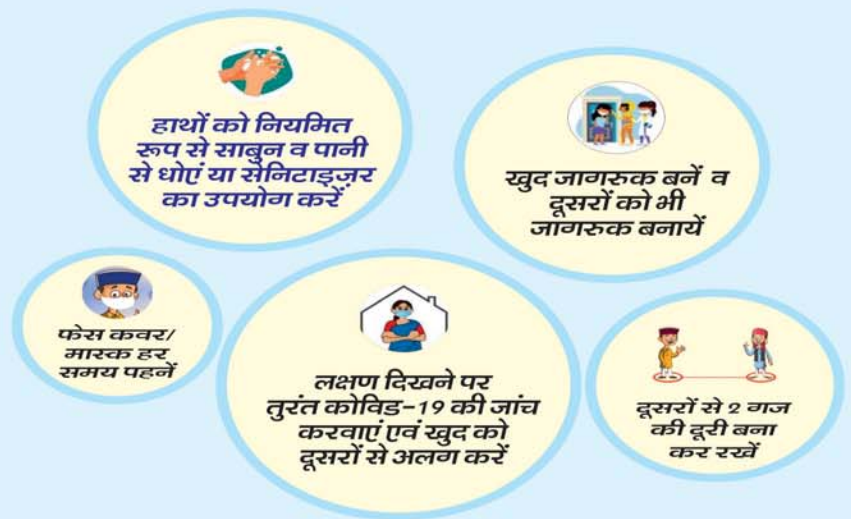 हाथों को नियमित
रूप से साबुन व पानी
से धोएं या सेनिटाइज़र
का उपयोग करें
खुद जागरुक बनें व
दूसरों को भी
जागरुक बनायें
फेस कवर/
मास्क हर
समय पहनें
लक्षण दिखने पर
तुरंत कोविड-19 की जांच
करवाएं एवं खुद को
दूसरों से अलग करें
दूसरों से 2 गज
की दूरी बना
कर रखें